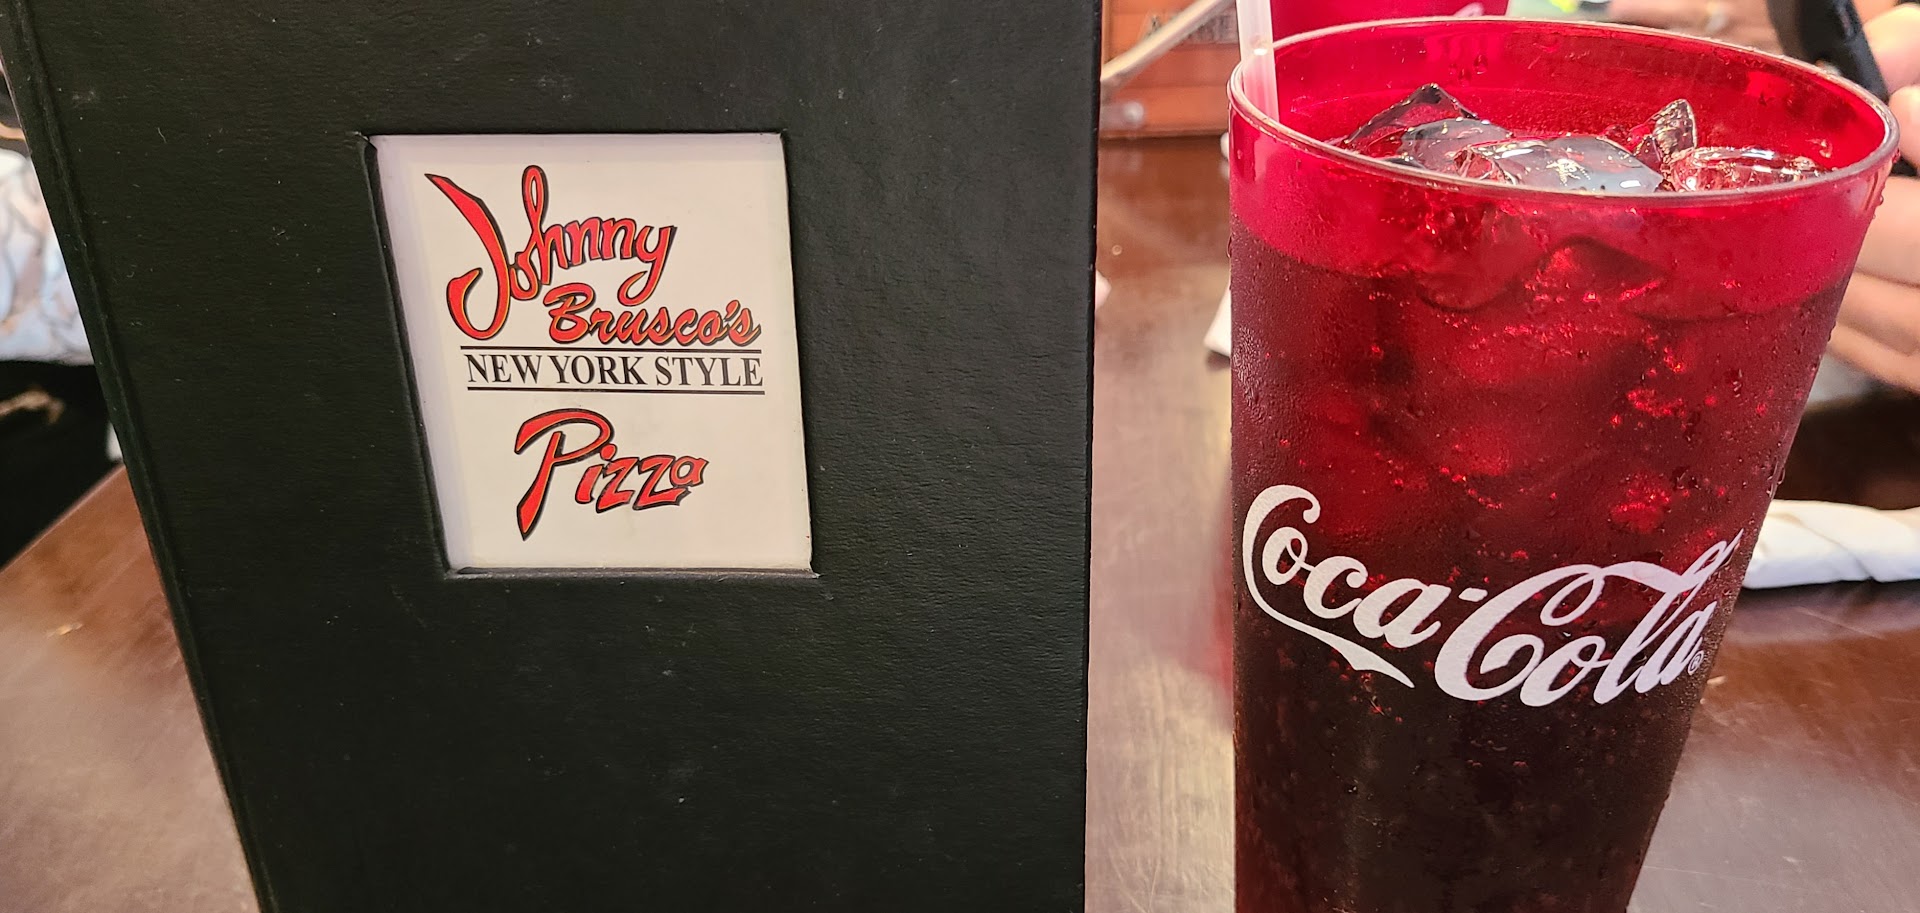 Johnny
Brusco's
NEW YORK STYLE
Pizza
Coca-Cola®